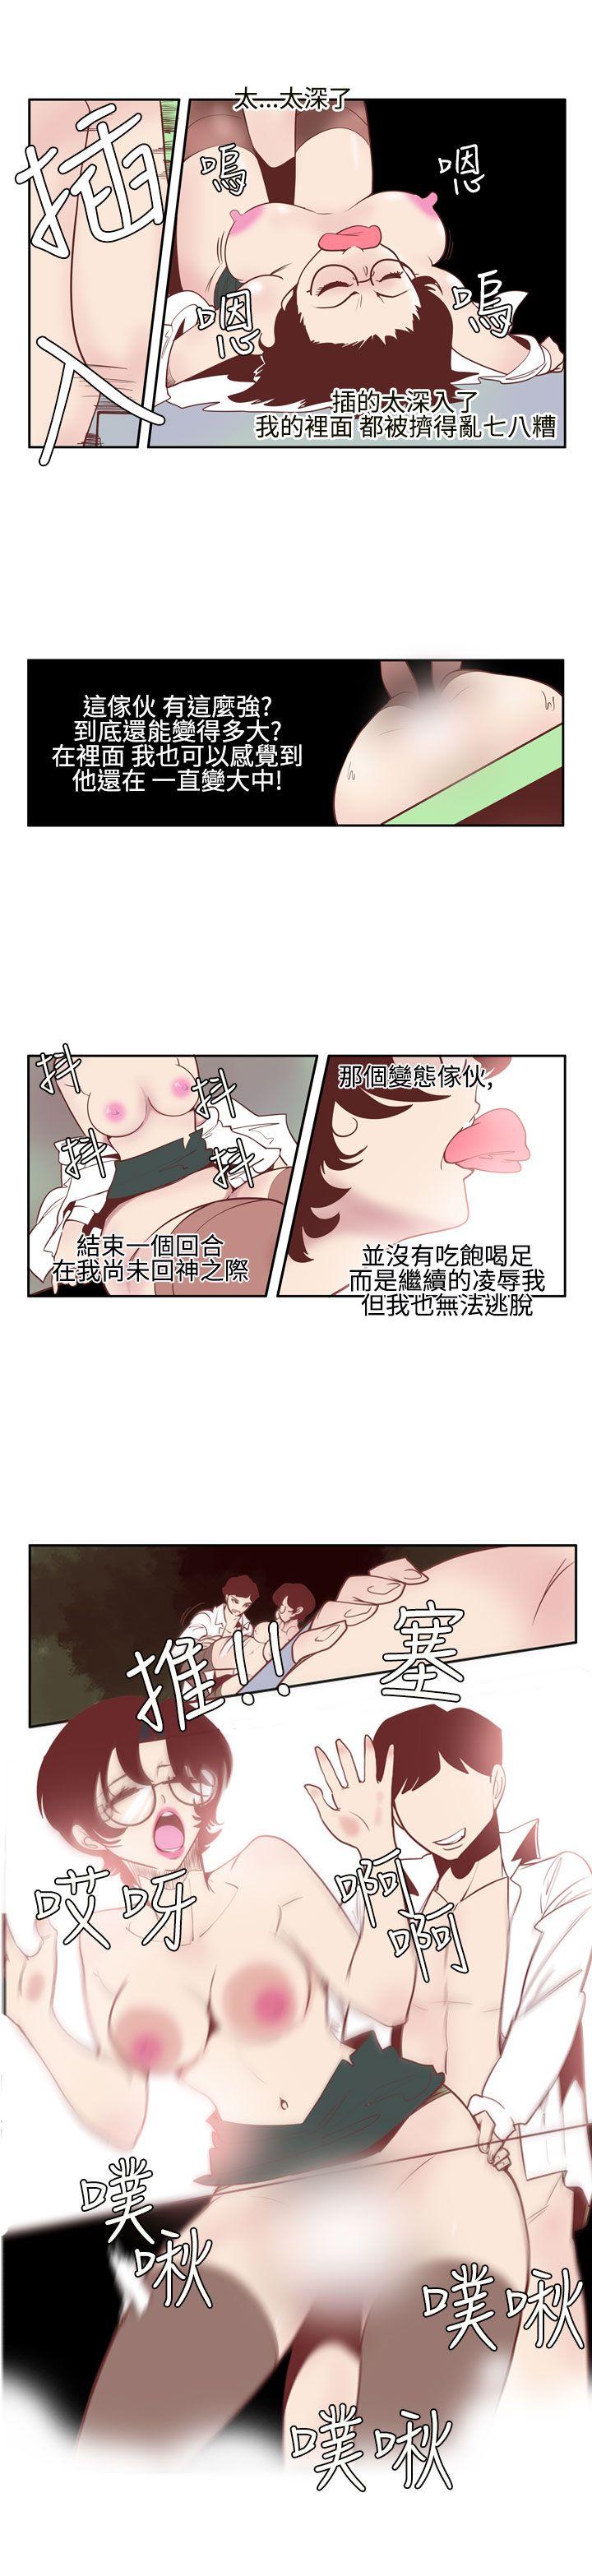 太...太深了
插
入
嗚
嗯
嗯
嗚
插的太深入了
我的裡面 都被擠得亂七八糟
這傢伙 有這麼強?
到底還能變得多大?
在裡面 我也可以感覺到
他還在 一直變大中!
抖
抖
抖
抖
結束一個回合
在我尚未回神之際
那個變態傢伙,
並沒有吃飽喝足
而是繼續的凌辱我
但我也無法逃脫
推!!
塞
哎呀
啊
啊
噗
啾
噗啾
噗啾